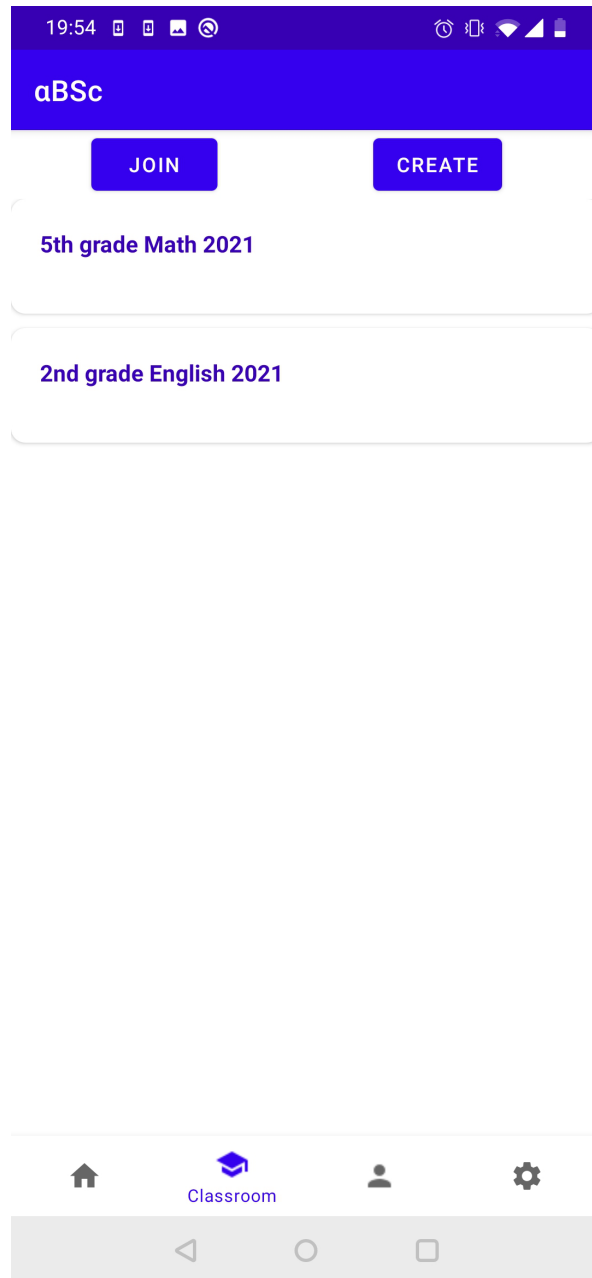 19:54
αBSc
JOIN CREATE
5th grade Math 2021
2nd grade English 2021
Classroom